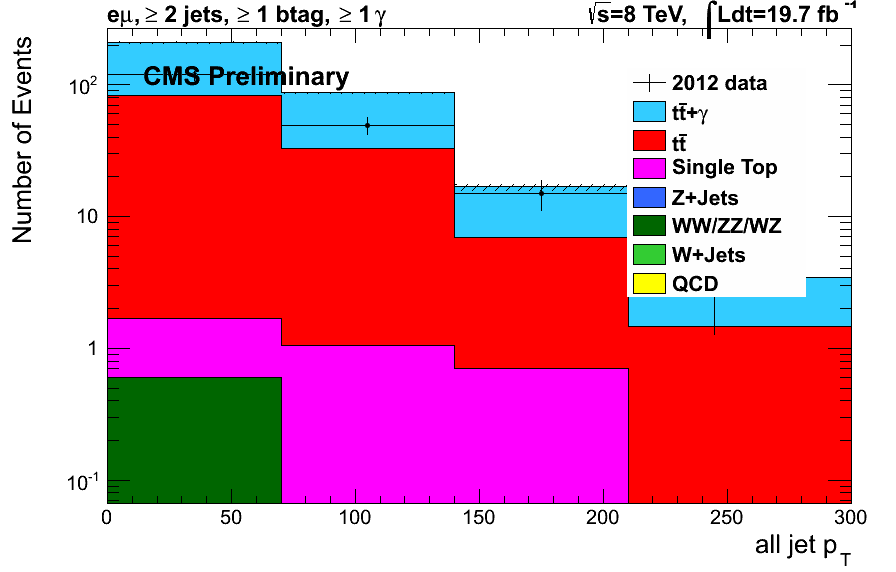 eμ, ≥ 2 jets, ≥ 1 btag, ≥ 1 γ
√s=8 TeV, ∫Ldt=19.7 fb⁻¹
CMS Preliminary
Number of Events
10²
10
1
10⁻¹
2012 data
tt̄+γ
tt̄
Single Top
Z+Jets
WW/ZZ/WZ
W+Jets
QCD
0 50 100 150 200 250 300
all jet p_T